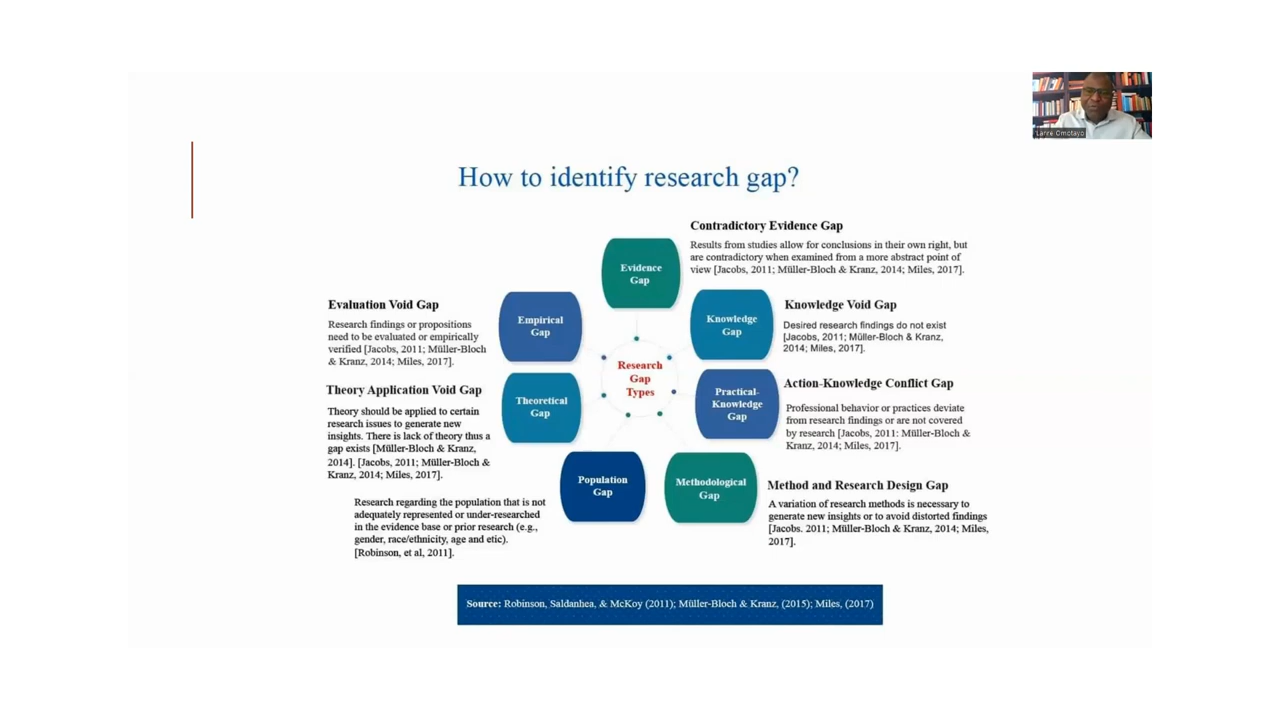 Lanre Omotayo
How to identify research gap?
Contradictory Evidence Gap
Results from studies allow for conclusions in their own right, but
are contradictory when examined from a more abstract point of
view [Jacobs, 2011; Müller-Bloch & Kranz, 2014; Miles, 2017].
Evidence
Gap
Evaluation Void Gap
Research findings or propositions
need to be evaluated or empirically
verified [Jacobs, 2011; Müller-Bloch
& Kranz, 2014; Miles, 2017].
Empirical
Gap
Knowledge
Gap
Knowledge Void Gap
Desired research findings do not exist
[Jacobs, 2011; Müller-Bloch & Kranz,
2014; Miles, 2017].
Research
Gap
Types
Theory Application Void Gap
Theory should be applied to certain
research issues to generate new
insights. There is lack of theory thus a
gap exists [Müller-Bloch & Kranz,
2014]. [Jacobs, 2011; Müller-Bloch &
Kranz, 2014; Miles, 2017].
Theoretical
Gap
Practical-
Knowledge
Gap
Action-Knowledge Conflict Gap
Professional behavior or practices deviate
from research findings or are not covered
by research [Jacobs, 2011: Müller-Bloch &
Kranz, 2014; Miles, 2017].
Research regarding the population that is not
adequately represented or under-researched
in the evidence base or prior research (e.g.,
gender, race/ethnicity, age and etic).
[Robinson, et al, 2011].
Population
Gap
Methodological
Gap
Method and Research Design Gap
A variation of research methods is necessary to
generate new insights or to avoid distorted findings
[Jacobs. 2011; Müller-Bloch & Kranz, 2014; Miles,
2017].
Source: Robinson, Saldanhea, & McKoy (2011); Müller-Bloch & Kranz, (2015); Miles, (2017)